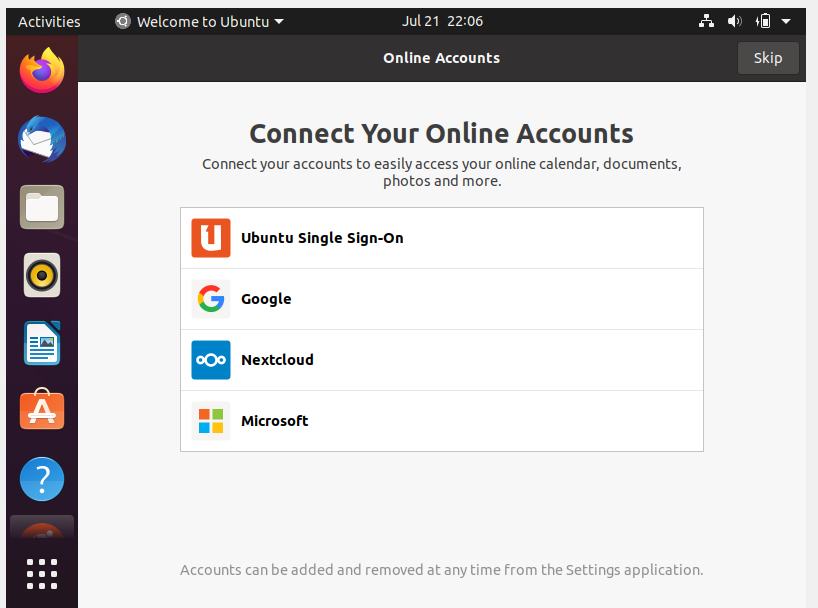 Activities
Welcome to Ubuntu
Jul 21 22:06
Online Accounts
Skip
Connect Your Online Accounts
Connect your accounts to easily access your online calendar, documents,
photos and more.
Ubuntu Single Sign-On
Google
Nextcloud
Microsoft
Accounts can be added and removed at any time from the Settings application.